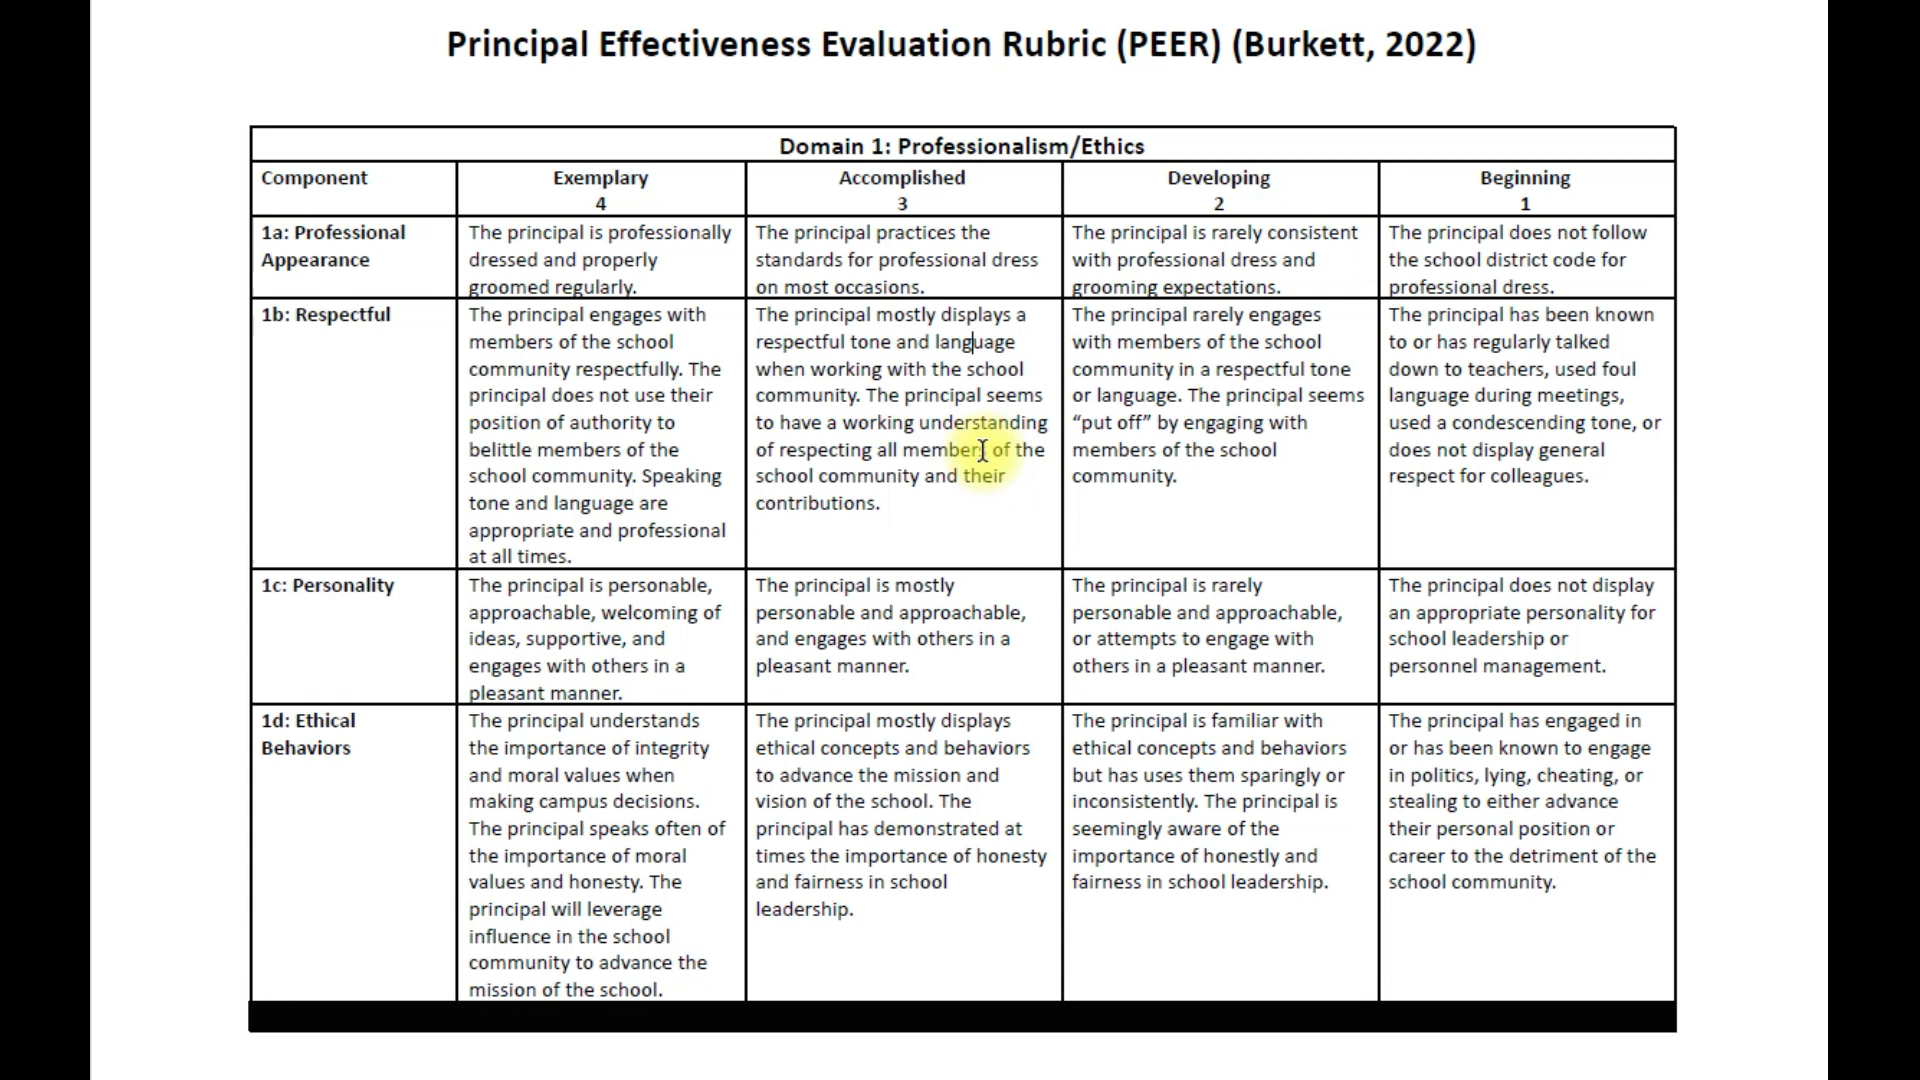 Principal Effectiveness Evaluation Rubric (PEER) (Burkett, 2022)
Domain 1: Professionalism/Ethics
Component
Exemplary
4
Accomplished
3
Developing
2
Beginning
1
1a: Professional
Appearance
The principal is professionally
dressed and properly
groomed regularly.
The principal practices the
standards for professional dress
on most occasions.
The principal is rarely consistent
with professional dress and
grooming expectations.
The principal does not follow
the school district code for
professional dress.
1b: Respectful
The principal engages with
members of the school
community respectfully. The
principal does not use their
position of authority to
belittle members of the
school community. Speaking
tone and language are
appropriate and professional
at all times.
The principal mostly displays a
respectful tone and language
when working with the school
community. The principal seems
to have a working understanding
of respecting all members of the
school community and their
contributions.
The principal rarely engages
with members of the school
community in a respectful tone
or language. The principal seems
“put off” by engaging with
members of the school
community.
The principal has been known
to or has regularly talked
down to teachers, used foul
language during meetings,
used a condescending tone, or
does not display general
respect for colleagues.
1c: Personality
The principal is personable,
approachable, welcoming of
ideas, supportive, and
engages with others in a
pleasant manner.
The principal is mostly
personable and approachable,
and engages with others in a
pleasant manner.
The principal is rarely
personable and approachable,
or attempts to engage with
others in a pleasant manner.
The principal does not display
an appropriate personality for
school leadership or
personnel management.
1d: Ethical
Behaviors
The principal understands
the importance of integrity
and moral values when
making campus decisions.
The principal speaks often of
the importance of moral
values and honesty. The
principal will leverage
influence in the school
community to advance the
mission of the school.
The principal mostly displays
ethical concepts and behaviors
to advance the mission and
vision of the school. The
principal has demonstrated at
times the importance of honesty
and fairness in school
leadership.
The principal is familiar with
ethical concepts and behaviors
but has uses them sparingly or
inconsistently. The principal is
seemingly aware of the
importance of honestly and
fairness in school leadership.
The principal has engaged in
or has been known to engage
in politics, lying, cheating, or
stealing to either advance
their personal position or
career to the detriment of the
school community.